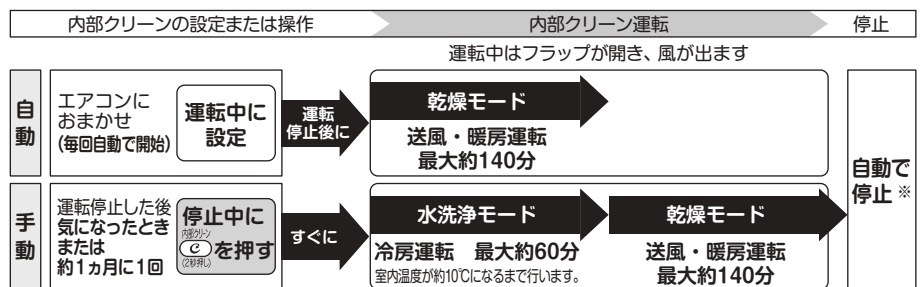 内部クリーンの設定または操作
内部クリーン運転
停止
運転中はフラップが開き、風が出ます
自動
エアコンに
おまかせ
(毎回自動で開始)
運転中に
設定
運転
停止後に
乾燥モード
送風・暖房運転
最大約140分
自動で
停止※
手動
運転停止した後
気になったとき
または
約1ヵ月に1回
停止中に
内部クリーン
を押す
(2秒押し)
すぐに
水洗浄モード
冷房運転 最大約60分
室内温度が約10℃になるまで行います。
乾燥モード
送風・暖房運転
最大約140分